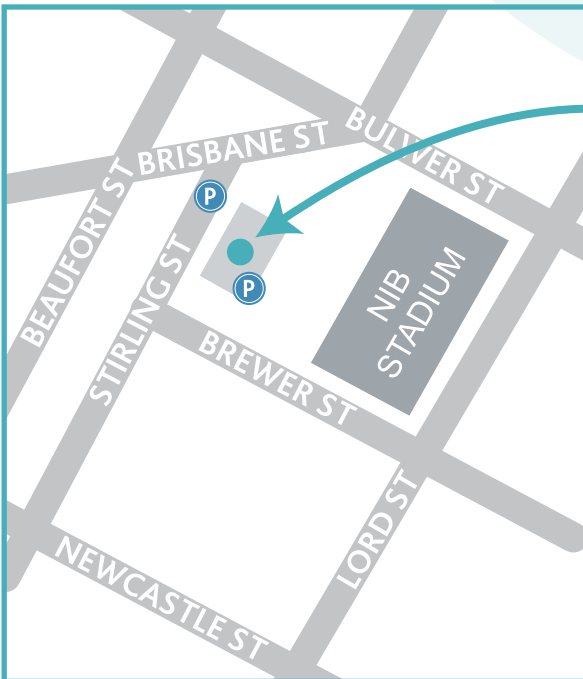 BULWER ST
BRISBANE ST
P
BEAUFORT ST
STIRLING ST
P
NIB
STADIUM
BREWER ST
LORD ST
NEWCASTLE ST